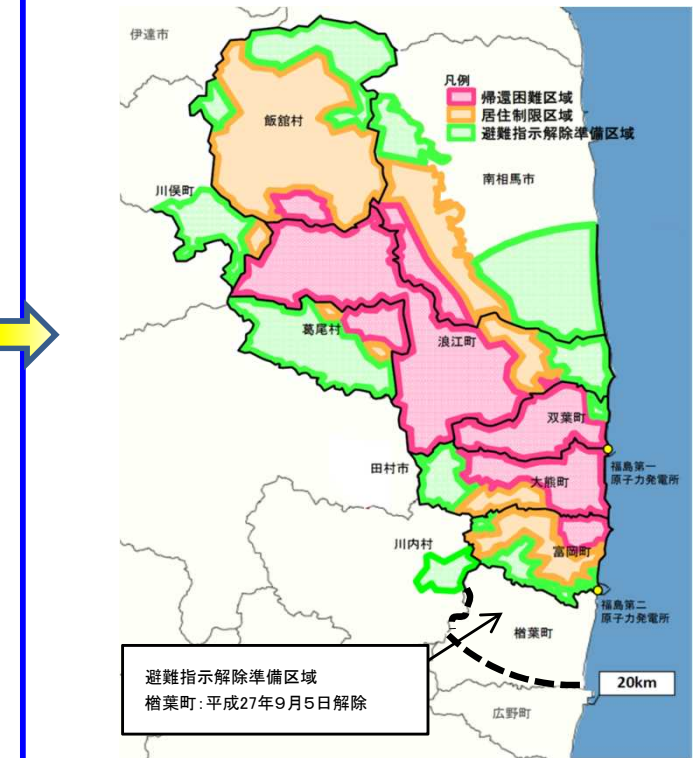 伊達市
凡例
帰還困難区域
居住制限区域
避難指示解除準備区域
飯舘村
南相馬市
川俣町
葛尾村
浪江町
双葉町
田村市
福島第一
原子力発電所
大熊町
川内村
富岡町
福島第二
原子力発電所
楢葉町
避難指示解除準備区域
楢葉町:平成27年9月5日解除
20km
広野町